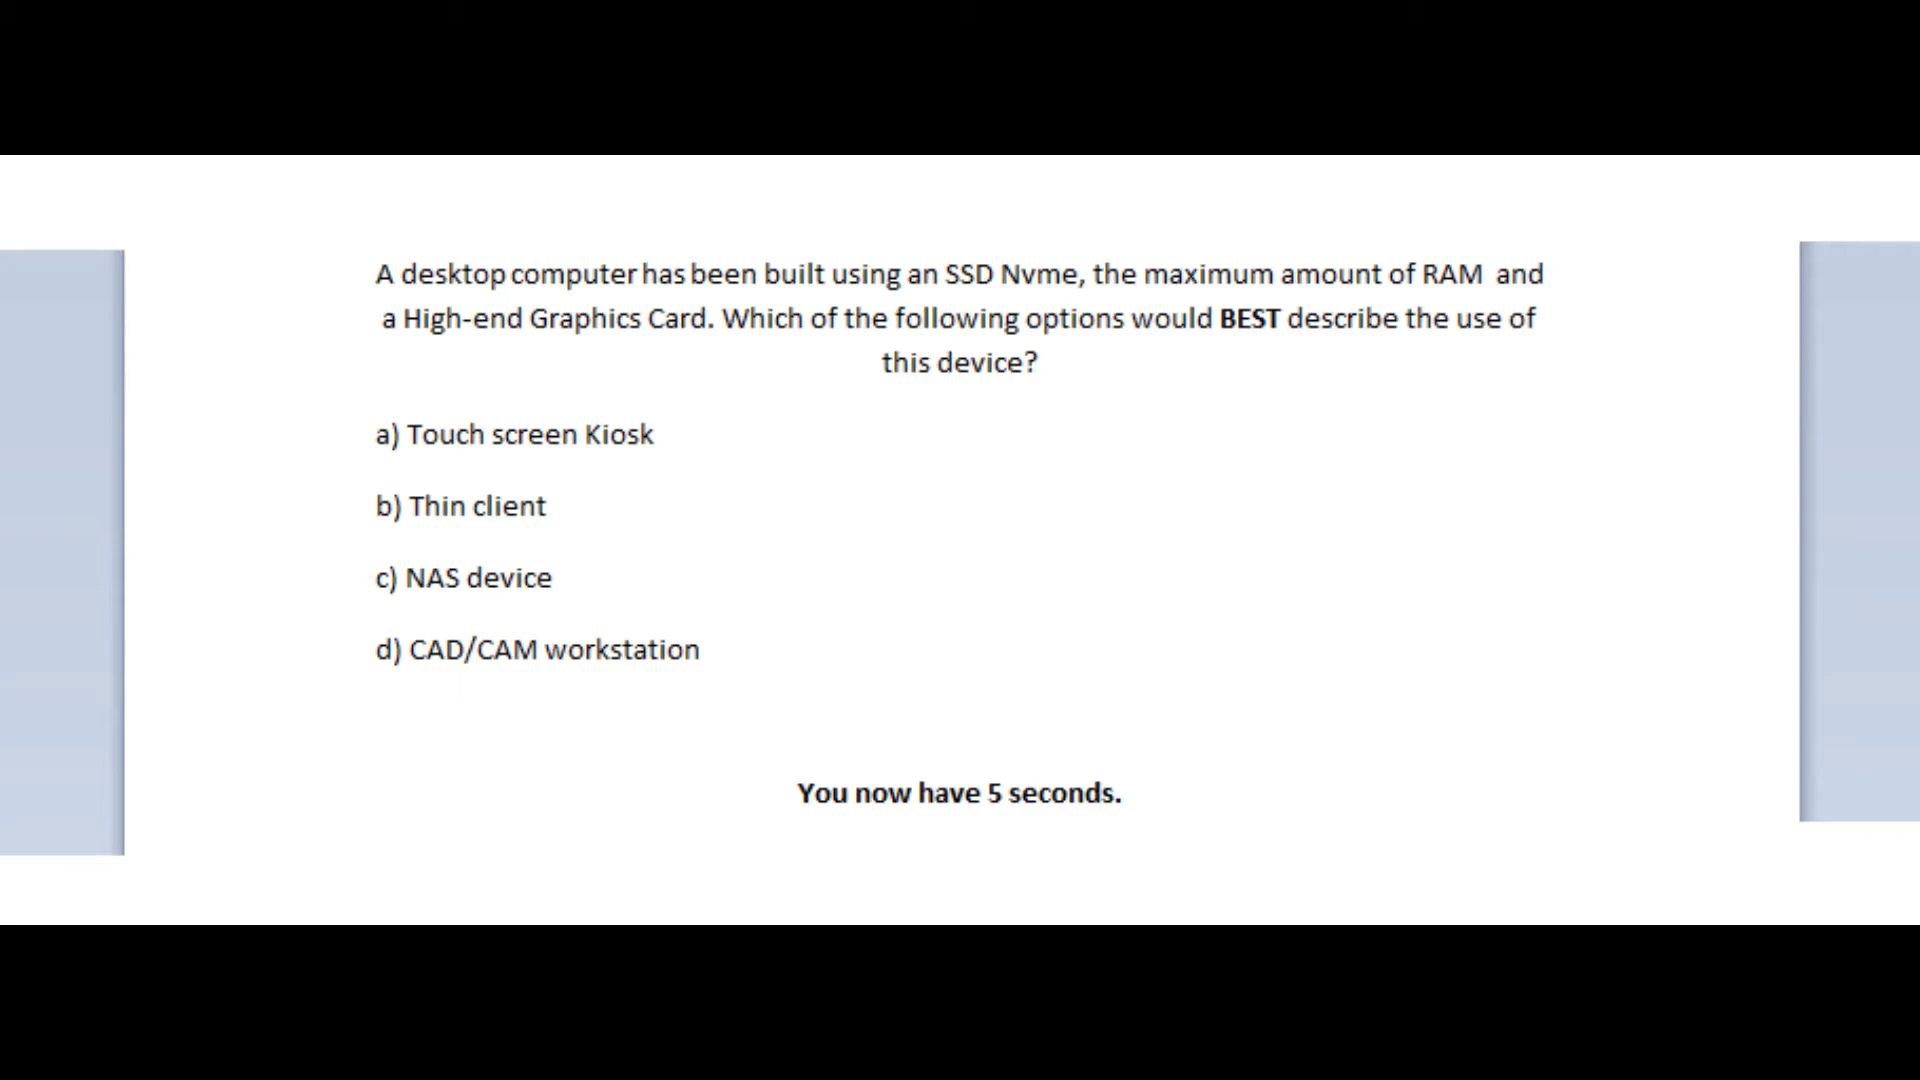 A desktop computer has been built using an SSD Nvme, the maximum amount of RAM and
a High-end Graphics Card. Which of the following options would BEST describe the use of
this device?
a) Touch screen Kiosk
b) Thin client
c) NAS device
d) CAD/CAM workstation
You now have 5 seconds.